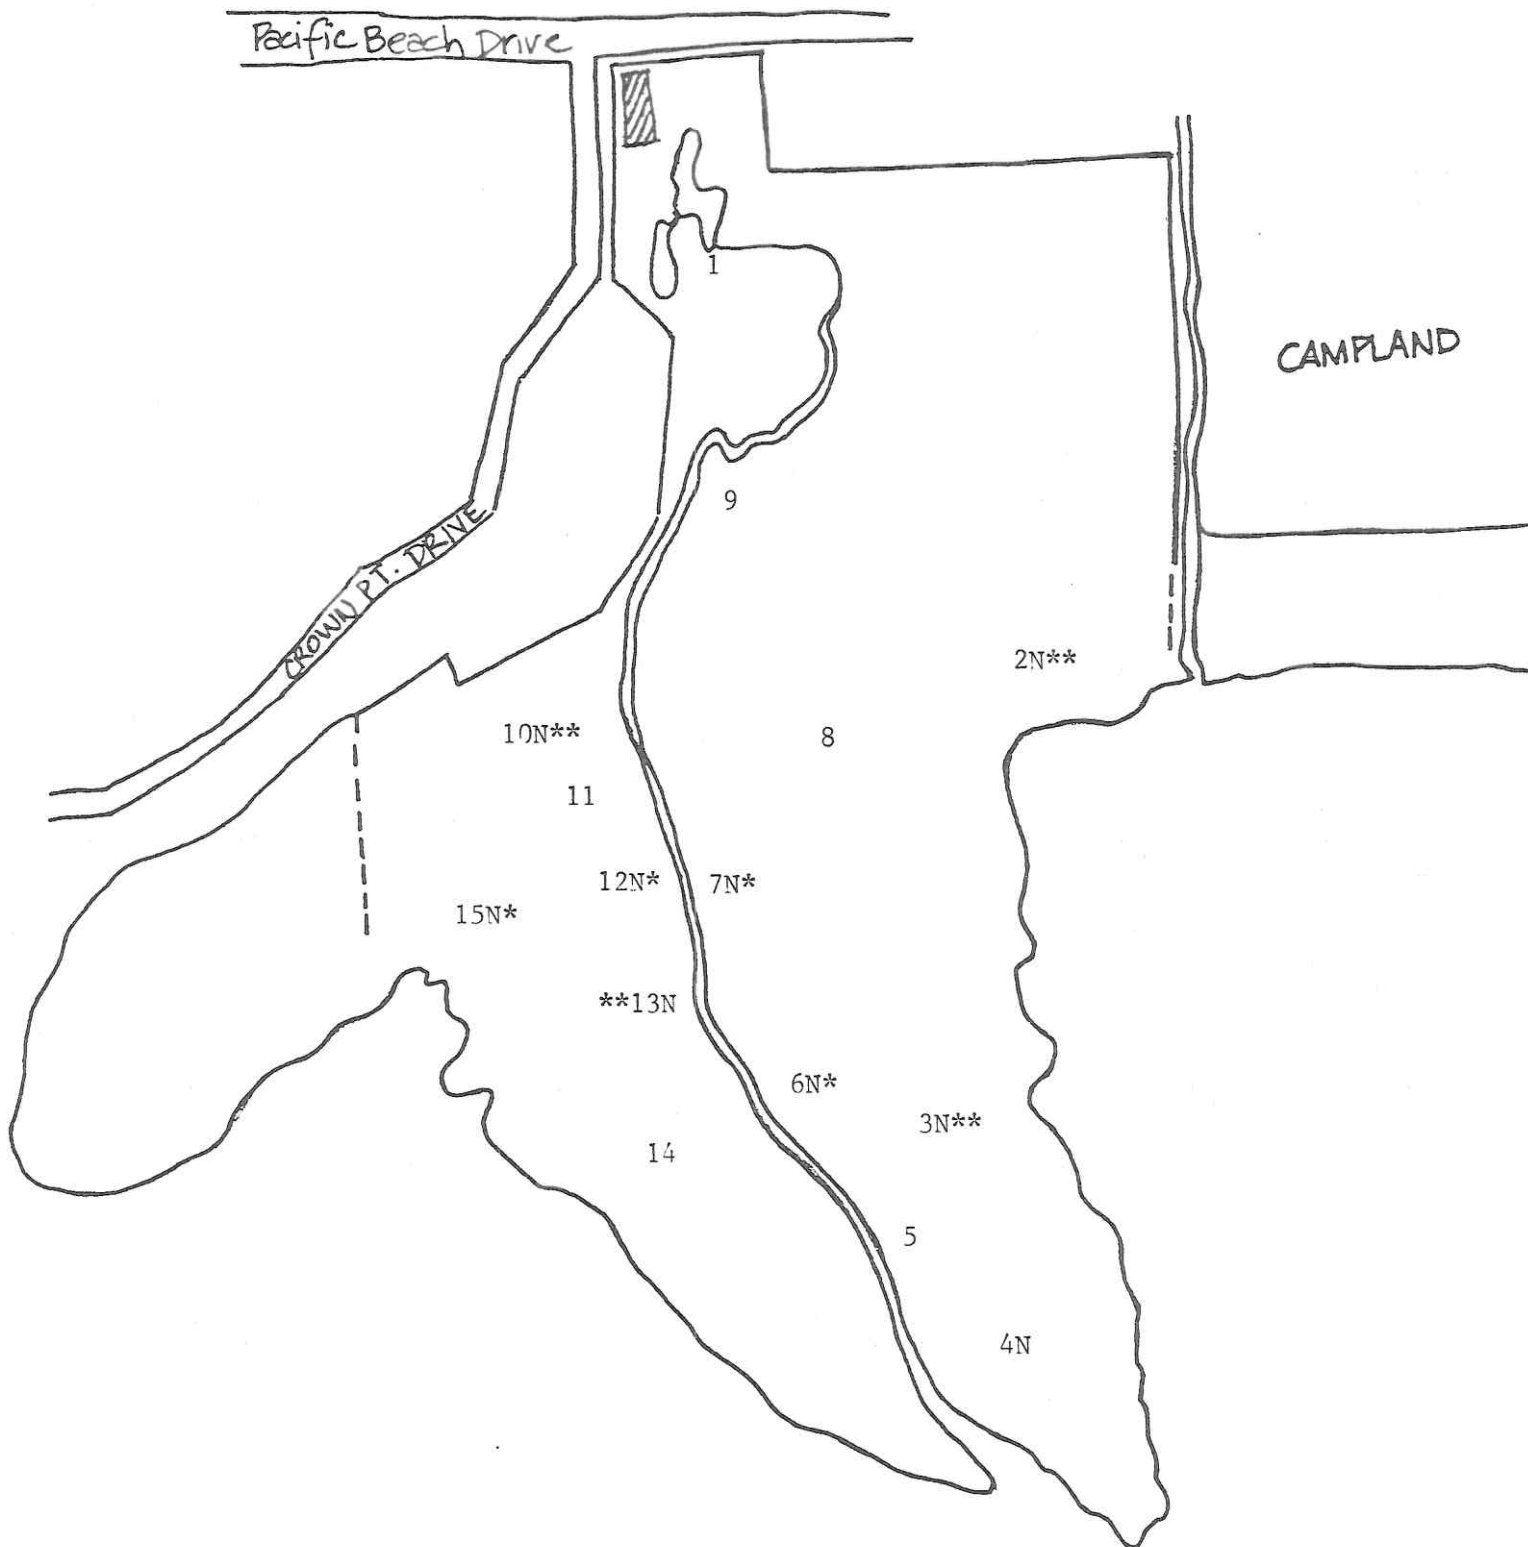 Pacific Beach Drive
1
CAMPLAND
9
CROWN PT. DRIVE
2N**
10N**
8
11
12N*
7N*
15N*
**13N
6N*
3N**
14
5
4N